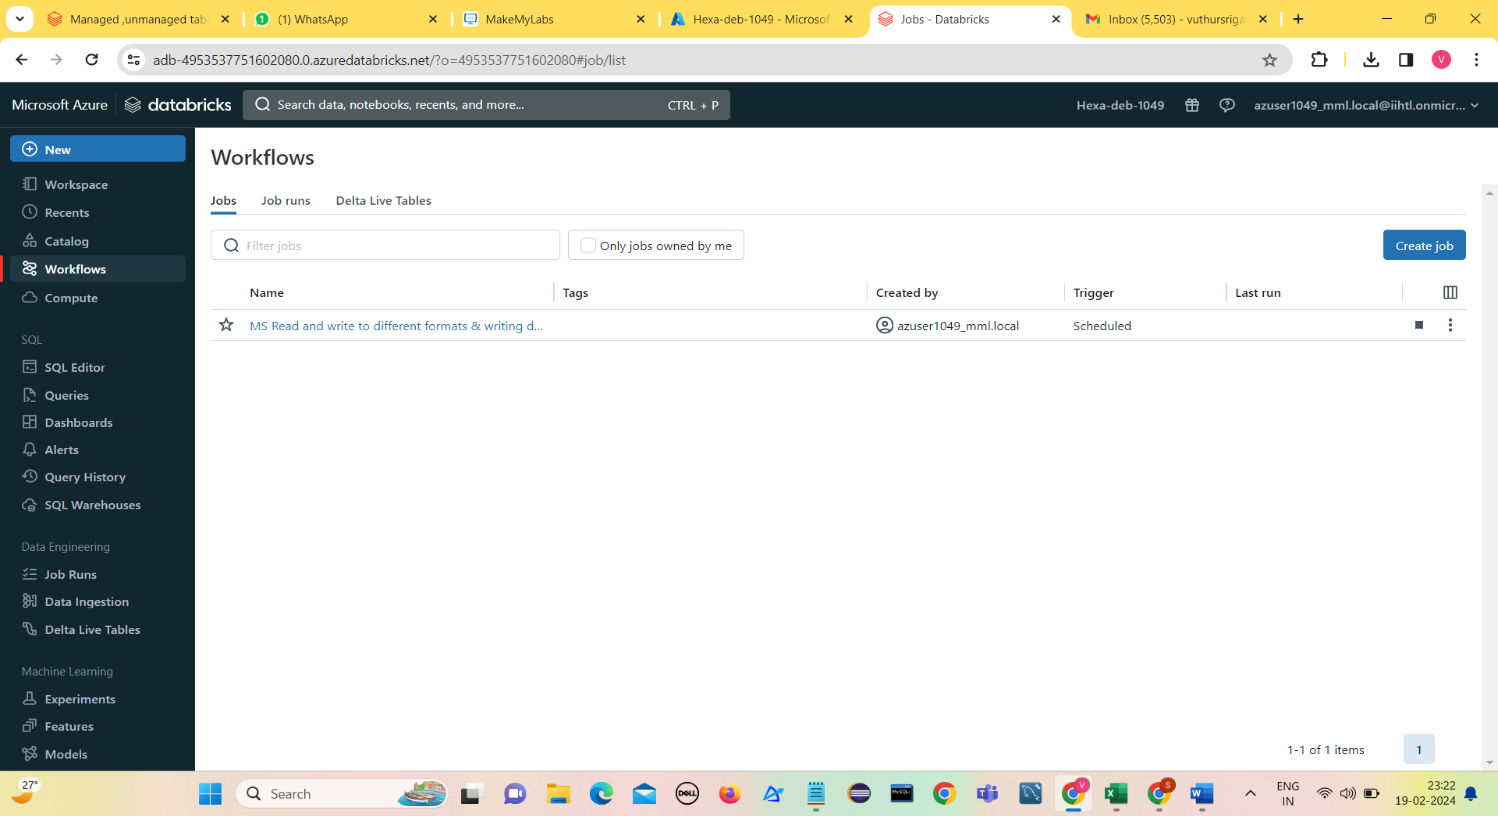 Managed ,unmanaged tab
(1) WhatsApp
MakeMyLabs
Hexa-deb-1049 - Microsof
Jobs - Databricks
Inbox (5,503) - vuthursriga
adb-4953537751602080.0.azuredatabricks.net/?o=4953537751602080#job/list
V
Microsoft Azure
databricks
Search data, notebooks, recents, and more...
CTRL + P
Hexa-deb-1049
azuser1049_mml.local@iihtl.onmicr...
New
Workspace
Recents
Catalog
Workflows
Compute
SQL
SQL Editor
Queries
Dashboards
Alerts
Query History
SQL Warehouses
Data Engineering
Job Runs
Data Ingestion
Delta Live Tables
Machine Learning
Experiments
Features
Models
Workflows
Jobs
Job runs
Delta Live Tables
Filter jobs
Only jobs owned by me
Create job
Name
Tags
Created by
Trigger
Last run
MS Read and write to different formats & writing d...
azuser1049_mml.local
Scheduled
1-1 of 1 items
1
27°
Search
DELL
MySQL
V
S
ENG
IN
23:22
19-02-2024